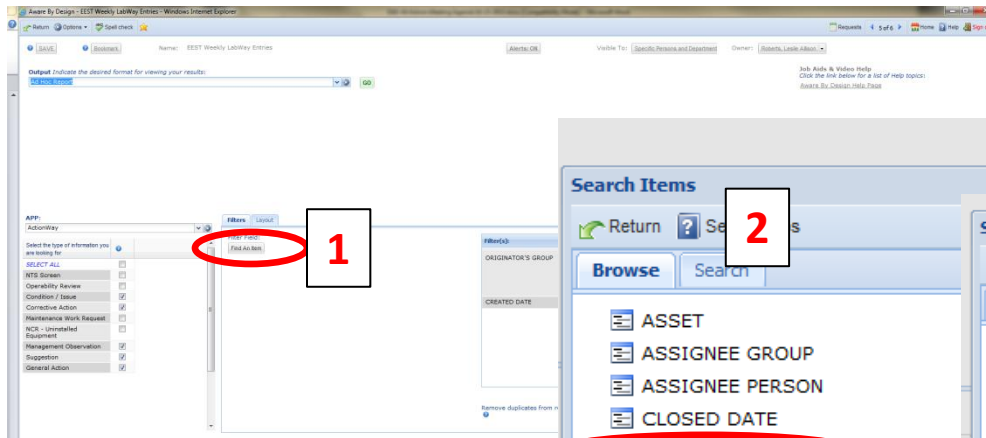 Aware By Design - EEST Weekly LabWay Entries - Windows Internet Explorer
Return Options Spell check Requests 5 of 6 Home Help Sign
SAVE Bookmark Name: EEST Weekly LabWay Entries Alerts: ON Visible To: Specific Persons and Department Owner: Roberts, Leslie Allison
Output Indicate the desired format for viewing your results:
Ad Hoc Report GO
Job Aids & Video Help
Click the link below for a list of Help topics:
Aware By Design Help Page
APP:
ActionWay
Select the type of information you
are looking for
SELECT ALL
NTS Screen
Operability Review
Condition / Issue
Corrective Action
Maintenance Work Request
NCR - Uninstalled
Equipment
Management Observation
Suggestion
General Action
Filters Layout
Filter Field:
Find An Item
1
Filter(s):
ORIGINATOR'S GROUP
CREATED DATE
Remove duplicates from
Search Items
Return Se s
2
Browse Search
ASSET
ASSIGNEE GROUP
ASSIGNEE PERSON
CLOSED DATE